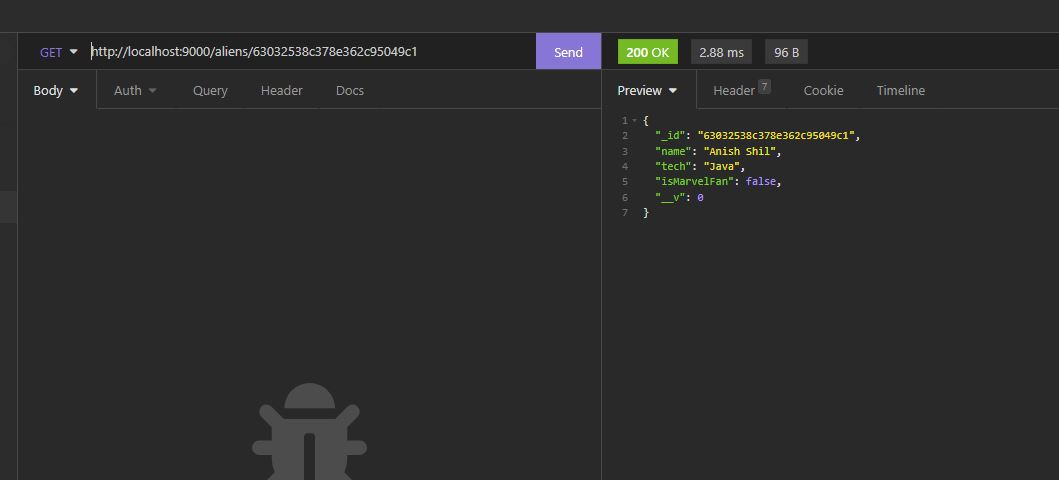 GET http://localhost:9000/aliens/63032538c378e362c95049c1 Send 200 OK 2.88 ms 96 B
Body Auth Query Header Docs Preview Header 7 Cookie Timeline
1 {
2 "_id": "63032538c378e362c95049c1",
3 "name": "Anish Shil",
4 "tech": "Java",
5 "isMarvelFan": false,
6 "__v": 0
7 }